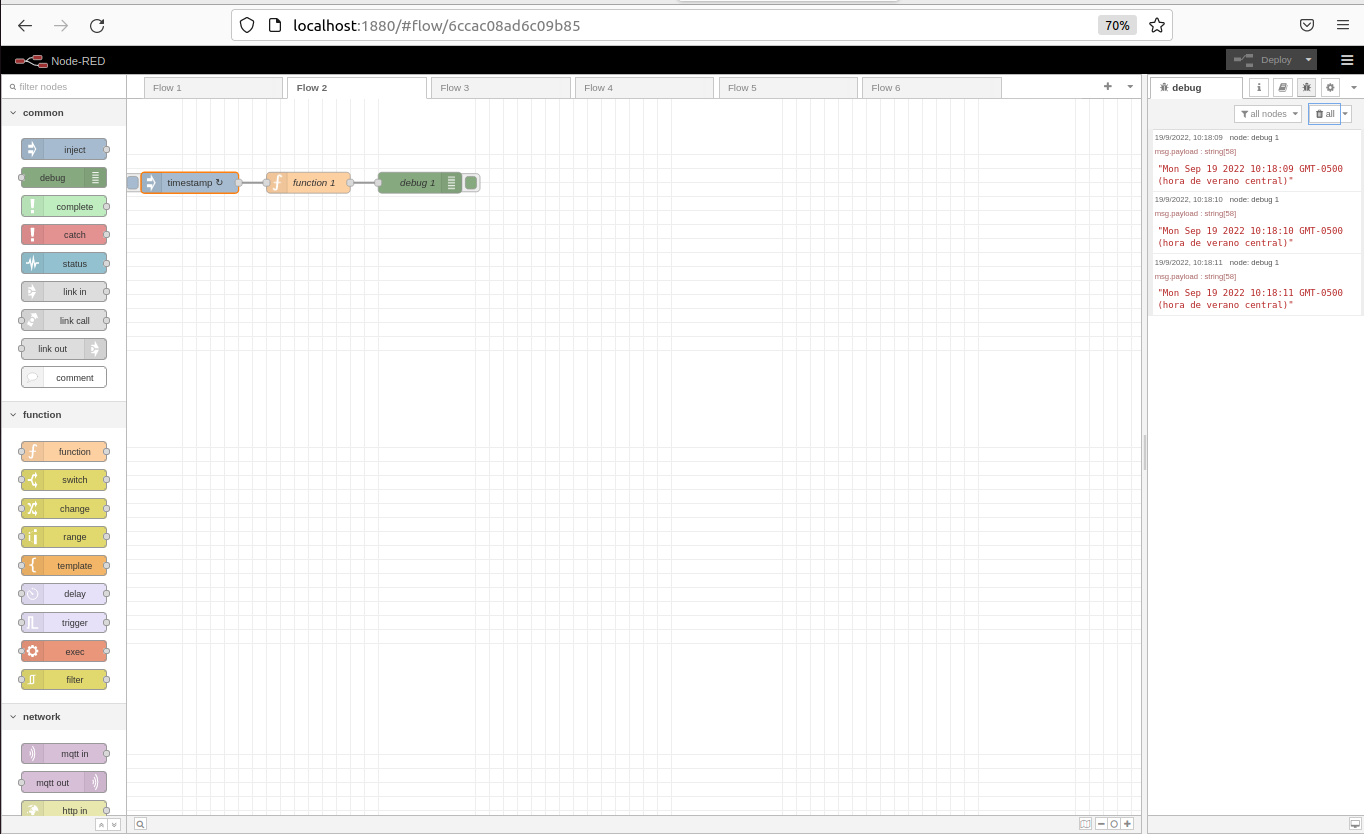 localhost:1880/#flow/6ccac08ad6c09b85
70%
Node-RED
Deploy
filter nodes
Flow 1
Flow 2
Flow 3
Flow 4
Flow 5
Flow 6
debug
i
common
all nodes
all
inject
debug
complete
catch
status
link in
link call
link out
comment
timestamp ↻
function 1
debug 1
19/9/2022, 10:18:09 node: debug 1
msg.payload : string[58]
"Mon Sep 19 2022 10:18:09 GMT-0500
(hora de verano central)"
19/9/2022, 10:18:10 node: debug 1
msg.payload : string[58]
"Mon Sep 19 2022 10:18:10 GMT-0500
(hora de verano central)"
19/9/2022, 10:18:11 node: debug 1
msg.payload : string[58]
"Mon Sep 19 2022 10:18:11 GMT-0500
(hora de verano central)"
function
function
switch
change
range
template
delay
trigger
exec
filter
network
mqtt in
mqtt out
http in